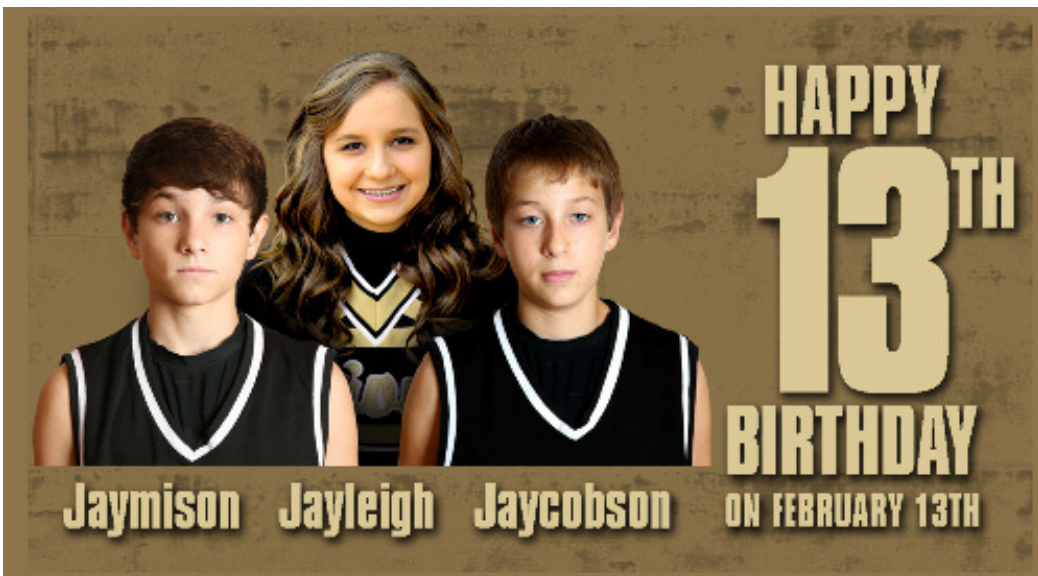 HAPPY
13TH
BIRTHDAY
ON FEBRUARY 13TH
Jaymison Jayleigh Jaycobson